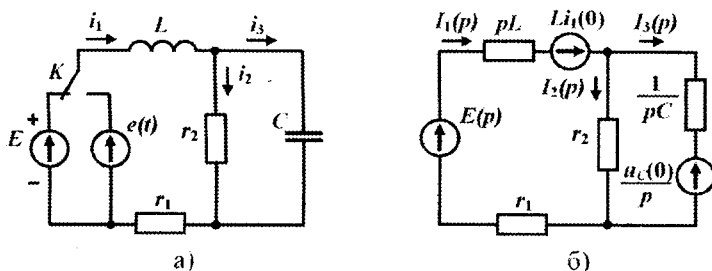 i₁
L
i₃
K
i₂
+
E
−
e(t)
r₂
C
r₁
а)
I₁(p)
pL
Li₁(0)
I₃(p)
I₂(p)
E(p)
r₂
1
pC
u_C(0)
p
r₁
б)